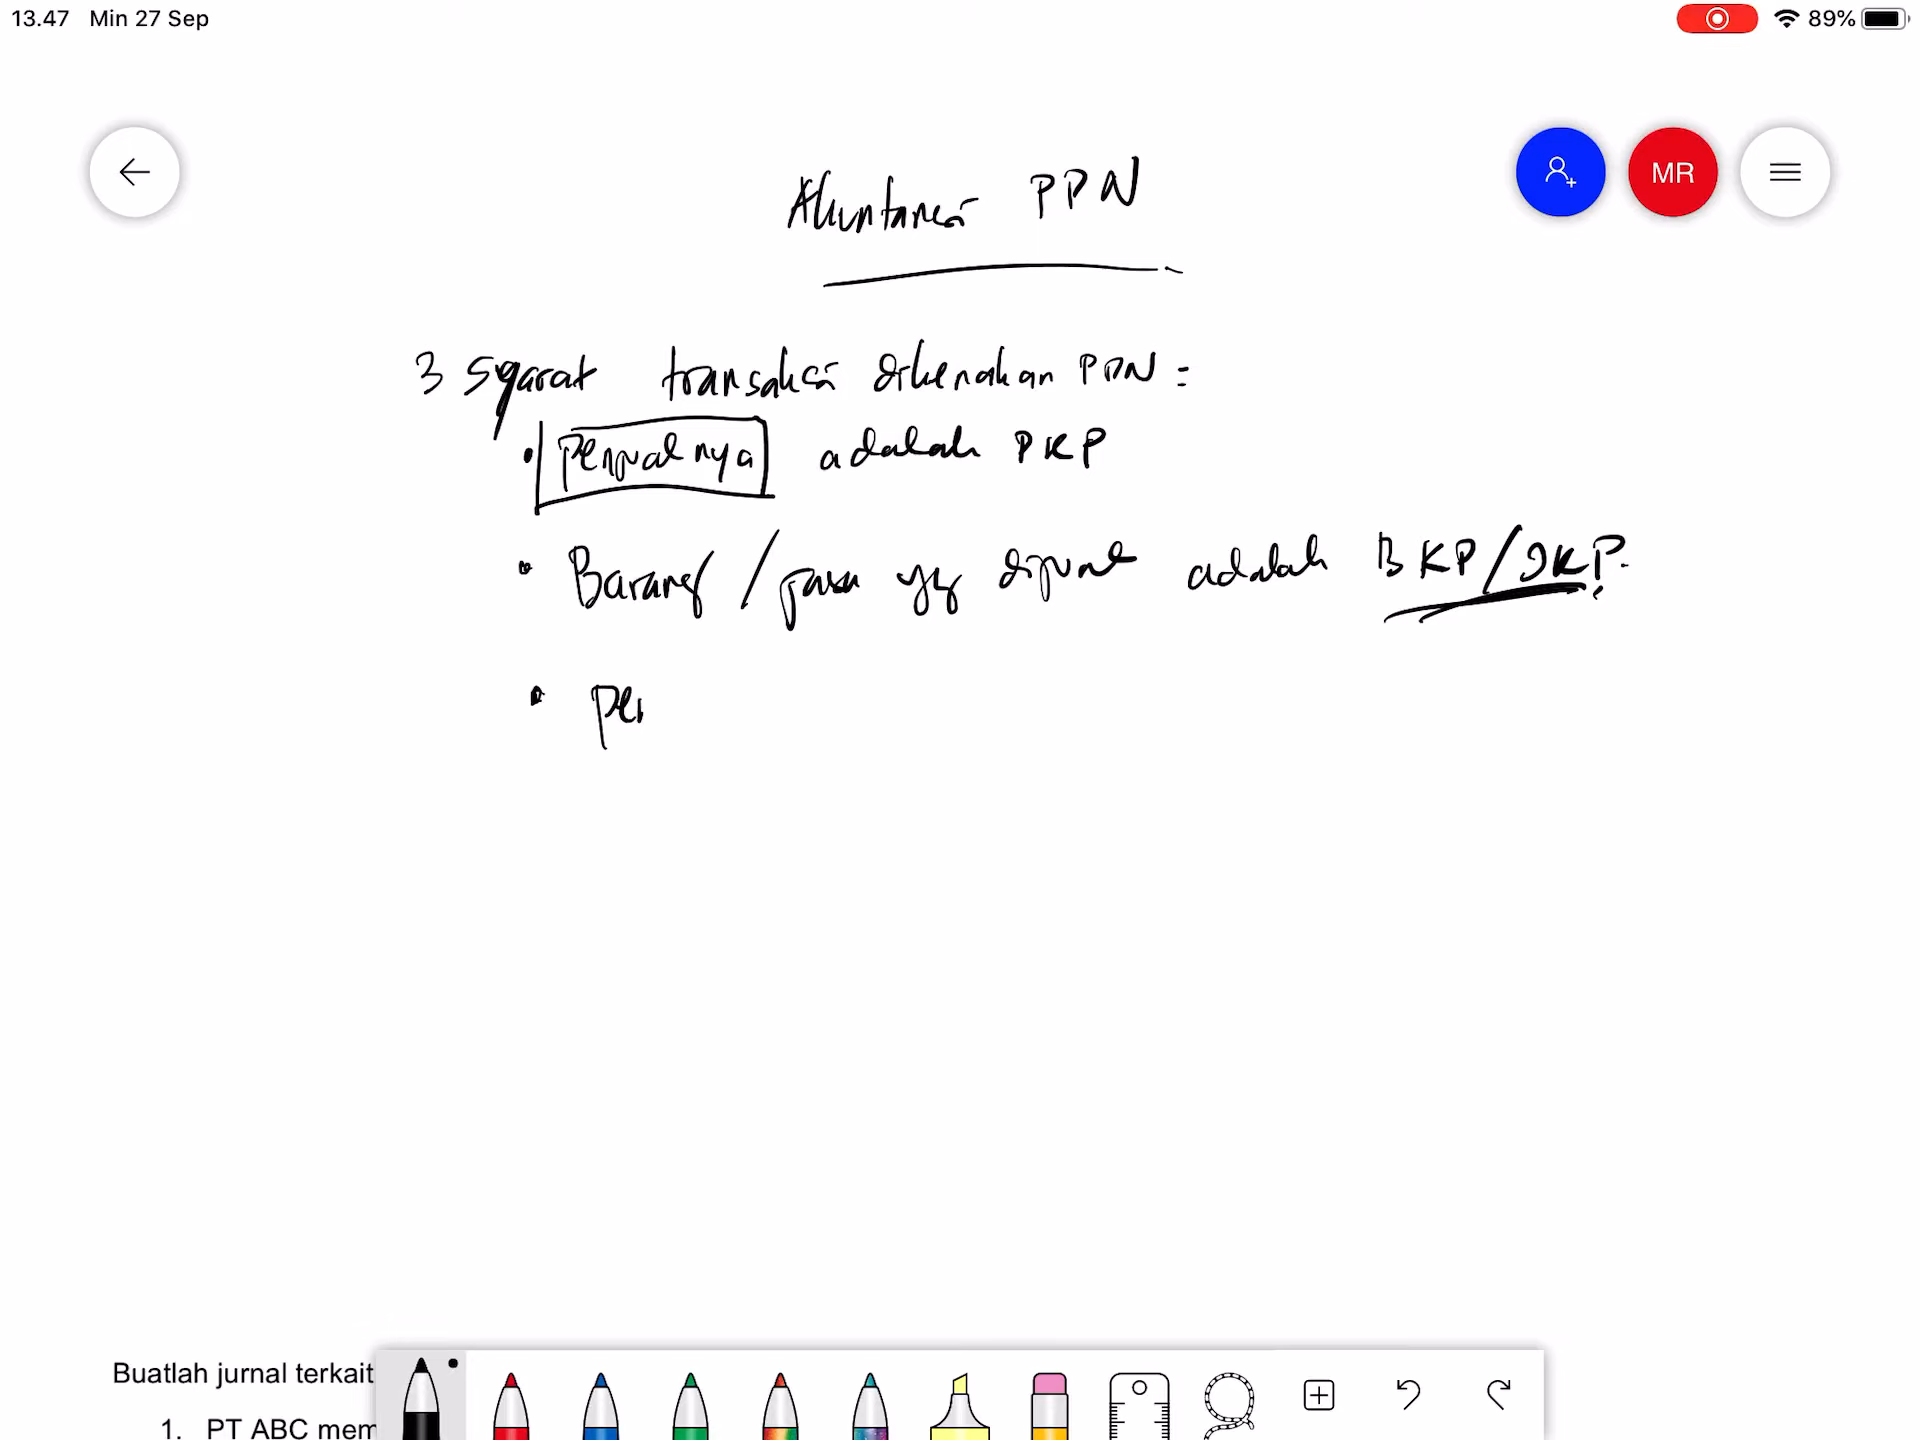 13.47 Min 27 Sep 89%
MR
Akuntansi PPN
3 Syarat transaksi dikenakan PPN :
• penjualnya adalah PKP
• Barang / jasa yg dijual adalah BKP/JKP.
• pen
Buatlah jurnal terkait
1. PT ABC mem